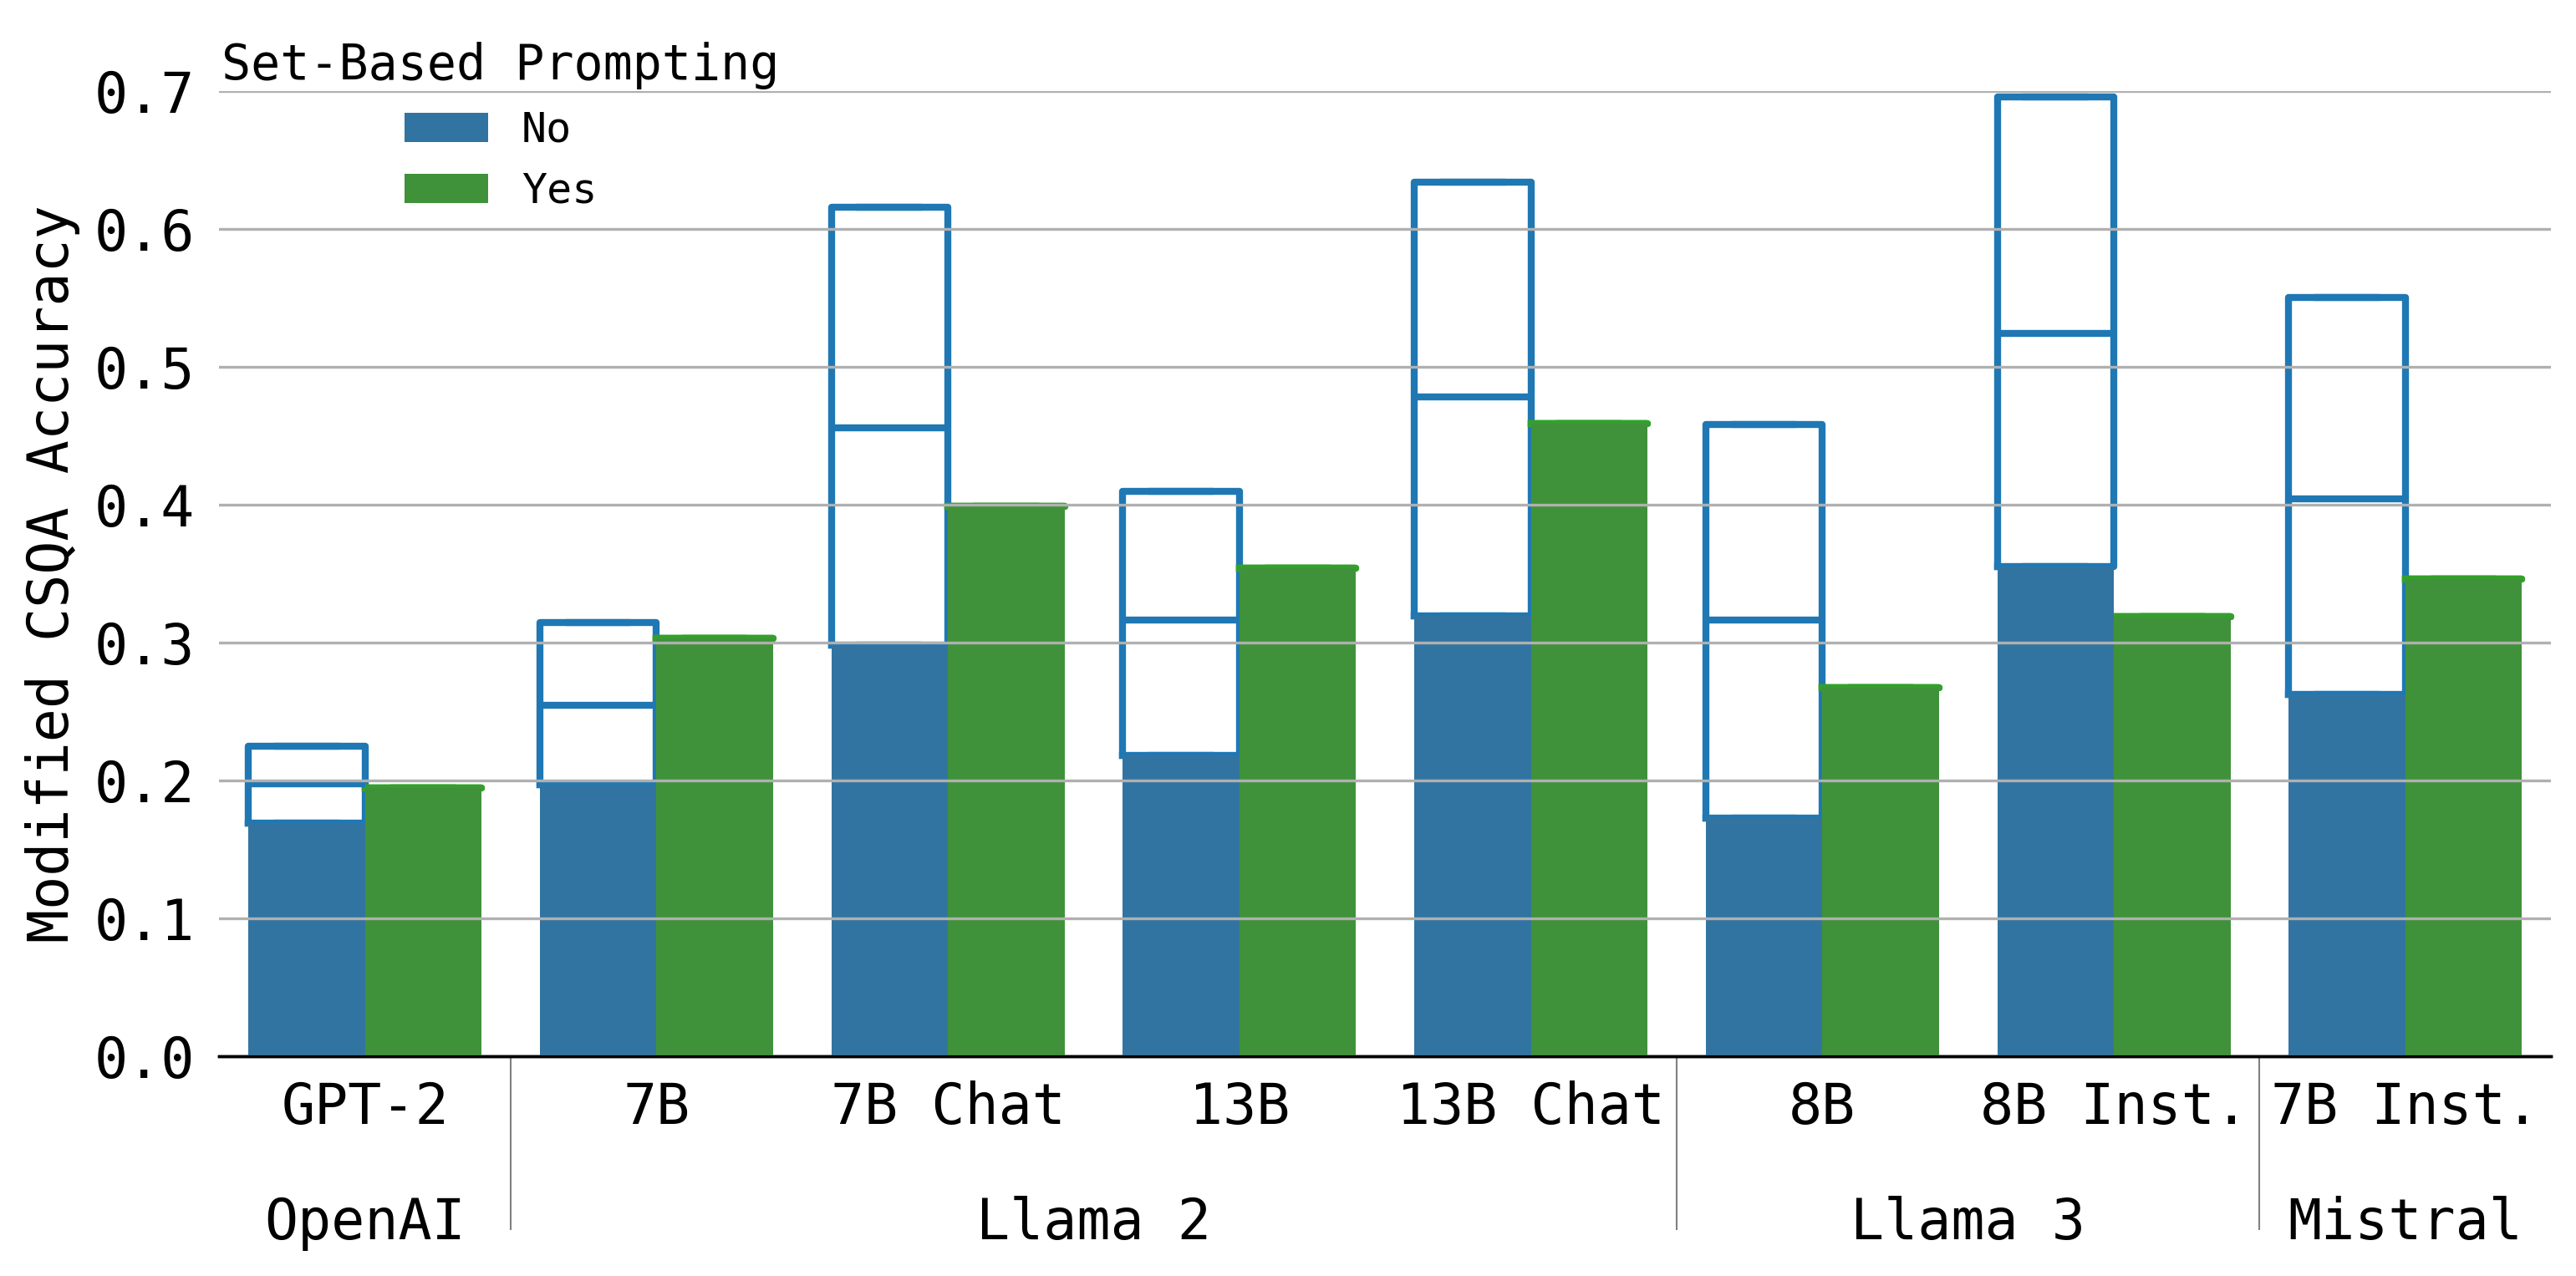 Set-Based Prompting
No
Yes
Modified CSQA Accuracy
0.7
0.6
0.5
0.4
0.3
0.2
0.1
0.0
GPT-2 7B 7B Chat 13B 13B Chat 8B 8B Inst. 7B Inst.
OpenAI Llama 2 Llama 3 Mistral